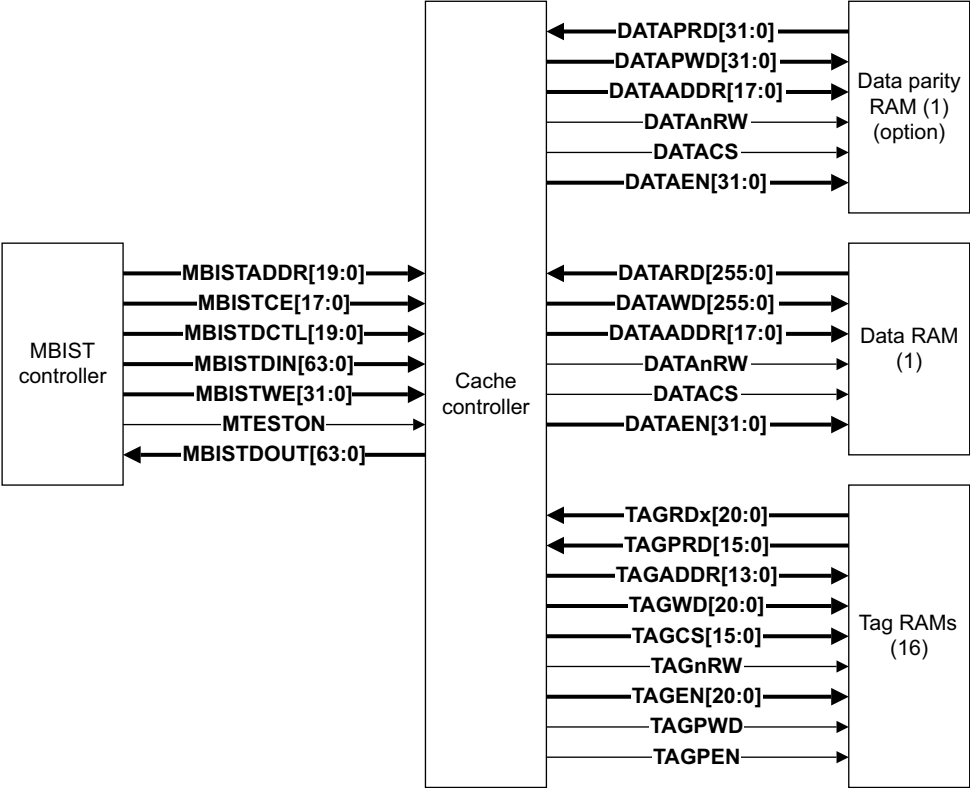 MBIST
controller
MBISTADDR[19:0]
MBISTCE[17:0]
MBISTDCTL[19:0]
MBISTDIN[63:0]
MBISTWE[31:0]
MTESTON
MBISTDOUT[63:0]
Cache
controller
DATAPRD[31:0]
DATAPWD[31:0]
DATAADDR[17:0]
DATAnRW
DATACS
DATAEN[31:0]
Data parity
RAM (1)
(option)
DATARD[255:0]
DATAWD[255:0]
DATAADDR[17:0]
DATAnRW
DATACS
DATAEN[31:0]
Data RAM
(1)
TAGRDx[20:0]
TAGPRD[15:0]
TAGADDR[13:0]
TAGWD[20:0]
TAGCS[15:0]
TAGnRW
TAGEN[20:0]
TAGPWD
TAGPEN
Tag RAMs
(16)